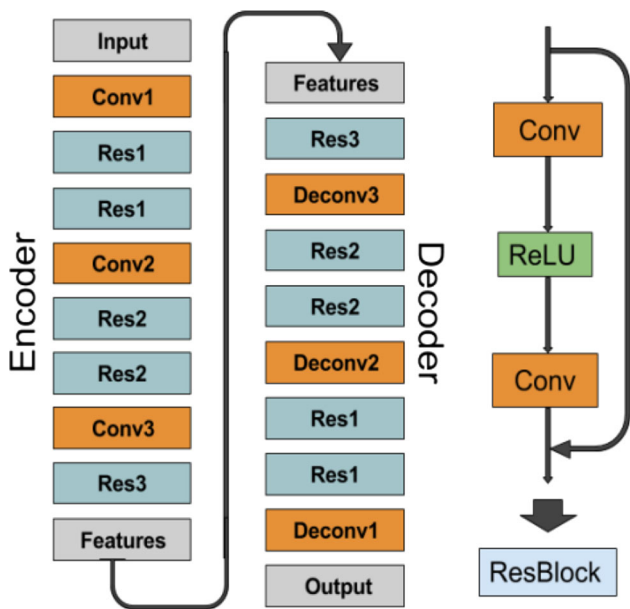 Encoder
Input
Conv1
Res1
Res1
Conv2
Res2
Res2
Conv3
Res3
Features
Features
Res3
Deconv3
Res2
Res2
Deconv2
Res1
Res1
Deconv1
Output
Decoder
Conv
ReLU
Conv
ResBlock